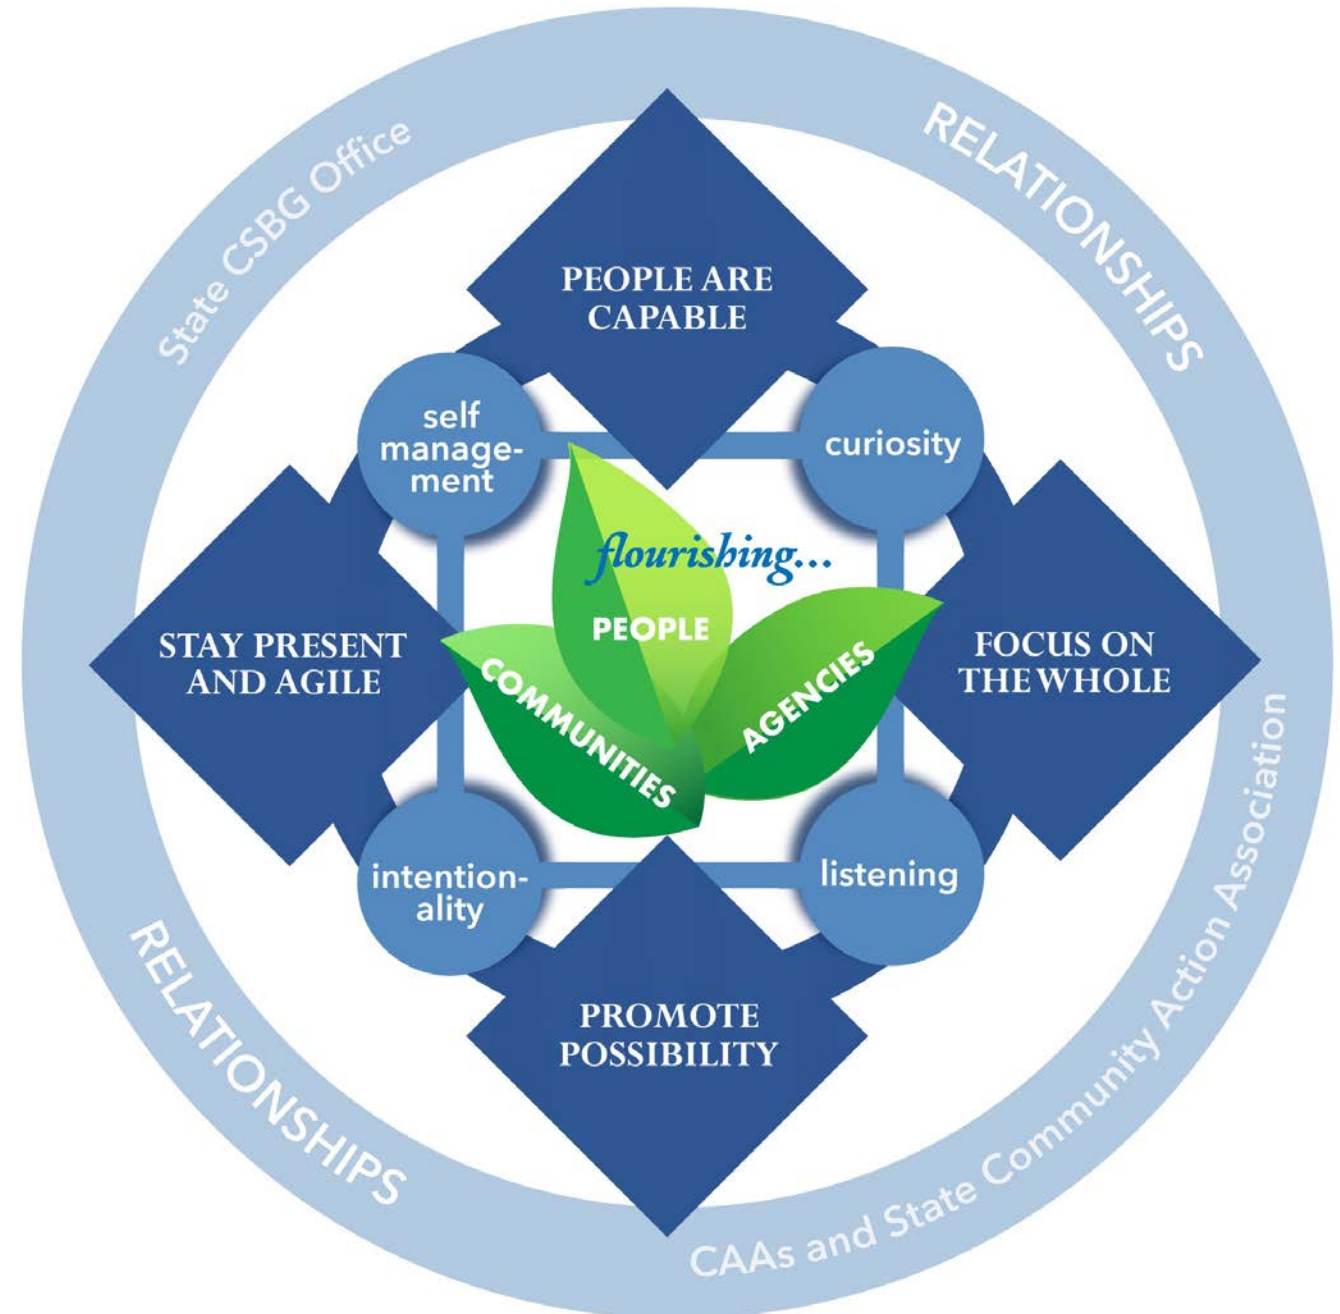 State CSBG Office
RELATIONSHIPS
PEOPLE ARE
CAPABLE
self
manage-
ment
curiosity
flourishing...
PEOPLE
STAY PRESENT
AND AGILE
FOCUS ON
THE WHOLE
COMMUNITIES
AGENCIES
intention-
ality
listening
PROMOTE
POSSIBILITY
RELATIONSHIPS
CAAs and State Community Action Association